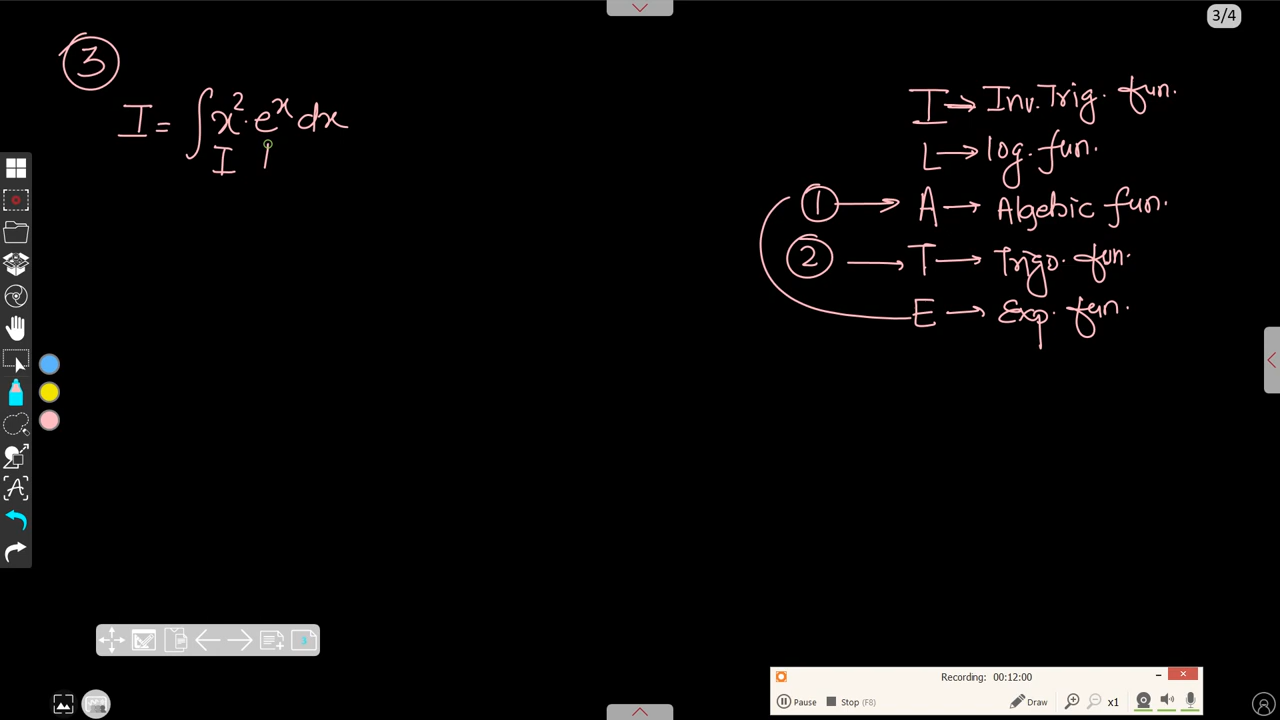 3/4
③
I = ∫x²·eˣ dx
I I
I → Inv. Trig. fun.
L → log. fun.
① → A → Algebic fun.
② → T → Trigo. fun.
E → Exp. fun.
3
Recording: 00:12:00
Pause Stop (F8) Draw x1